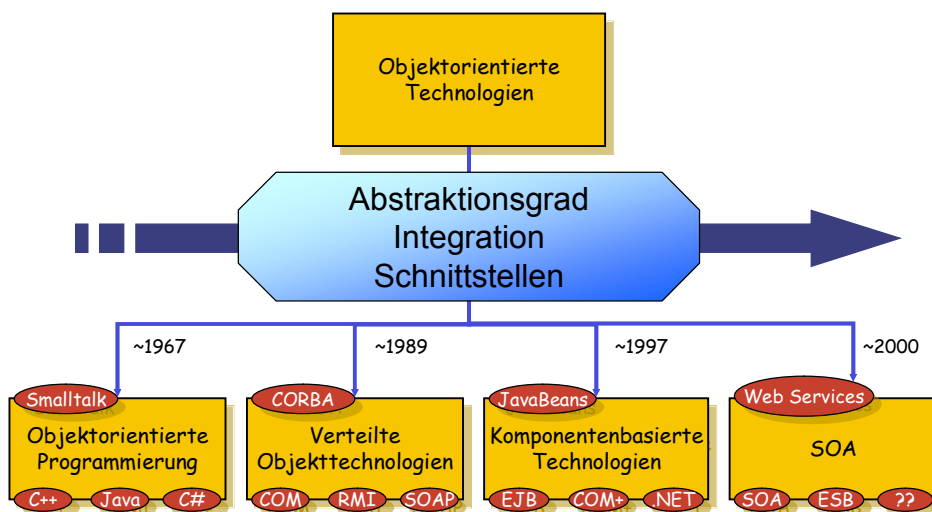 Objektorientierte
Technologien
Abstraktionsgrad
Integration
Schnittstellen
~1967
~1989
~1997
~2000
Smalltalk
Objektorientierte
Programmierung
C++
Java
C#
CORBA
Verteilte
Objekttechnologien
COM
RMI
SOAP
JavaBeans
Komponentenbasierte
Technologien
EJB
COM+
.NET
Web Services
SOA
SOA
ESB
??